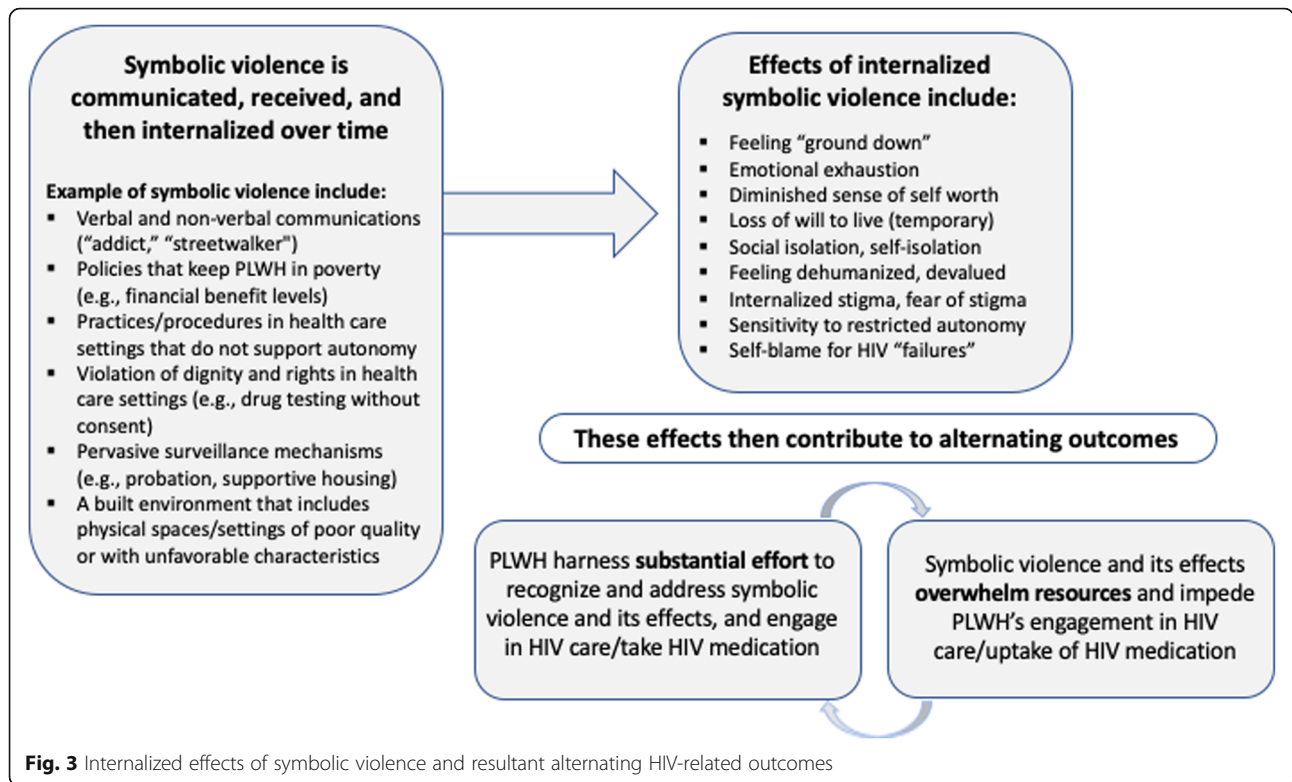 Symbolic violence is
communicated, received, and
then internalized over time
Example of symbolic violence include:
▪ Verbal and non-verbal communications
(“addict,” “streetwalker")
▪ Policies that keep PLWH in poverty
(e.g., financial benefit levels)
▪ Practices/procedures in health care
settings that do not support autonomy
▪ Violation of dignity and rights in health
care settings (e.g., drug testing without
consent)
▪ Pervasive surveillance mechanisms
(e.g., probation, supportive housing)
▪ A built environment that includes
physical spaces/settings of poor quality
or with unfavorable characteristics
Effects of internalized
symbolic violence include:
▪ Feeling “ground down”
▪ Emotional exhaustion
▪ Diminished sense of self worth
▪ Loss of will to live (temporary)
▪ Social isolation, self-isolation
▪ Feeling dehumanized, devalued
▪ Internalized stigma, fear of stigma
▪ Sensitivity to restricted autonomy
▪ Self-blame for HIV “failures”
These effects then contribute to alternating outcomes
PLWH harness substantial effort to
recognize and address symbolic
violence and its effects, and engage
in HIV care/take HIV medication
Symbolic violence and its effects
overwhelm resources and impede
PLWH’s engagement in HIV
care/uptake of HIV medication
Fig. 3 Internalized effects of symbolic violence and resultant alternating HIV-related outcomes